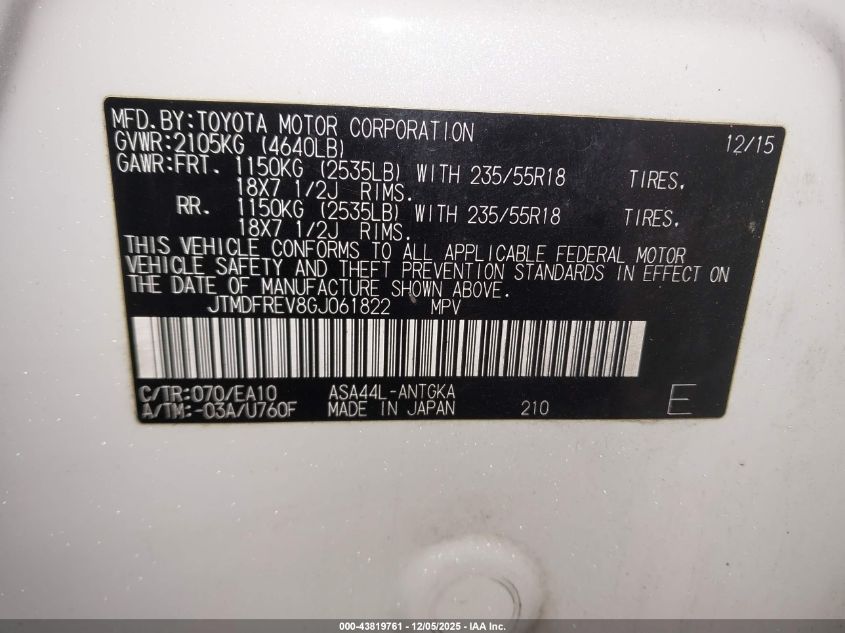 MFD.BY:TOYOTA MOTOR CORPORATION 12/15
GVWR:2105KG (4640LB)
GAWR:FRT. 1150KG (2535LB) WITH 235/55R18 TIRES.
18X7 1/2J RIMS.
RR. 1150KG (2535LB) WITH 235/55R18 TIRES.
18X7 1/2J RIMS.
THIS VEHICLE CONFORMS TO ALL APPLICABLE FEDERAL MOTOR
VEHICLE SAFETY AND THEFT PREVENTION STANDARDS IN EFFECT ON
THE DATE OF MANUFACTURE SHOWN ABOVE.
JTMDFREV8GJ061822 MPV
C/TR:070/EA10 ASA44L-ANTGKA
A/TM:-03A/U760F MADE IN JAPAN 210 E
000-43819761 - 12/05/2025 - IAA Inc.